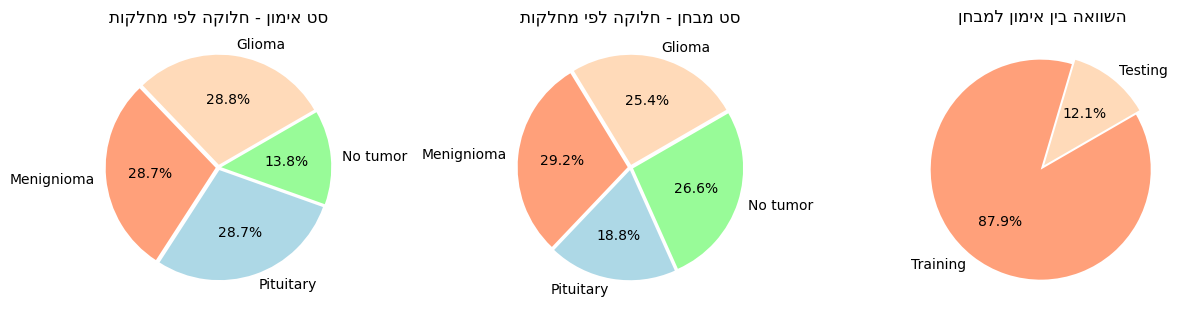 סט אימון - חלוקה לפי מחלקות
Glioma
28.8%
Menignioma
28.7%
No tumor
13.8%
Pituitary
28.7%
סט מבחן - חלוקה לפי מחלקות
Glioma
25.4%
Menignioma
29.2%
No tumor
26.6%
Pituitary
18.8%
השוואה בין אימון למבחן
Testing
12.1%
Training
87.9%